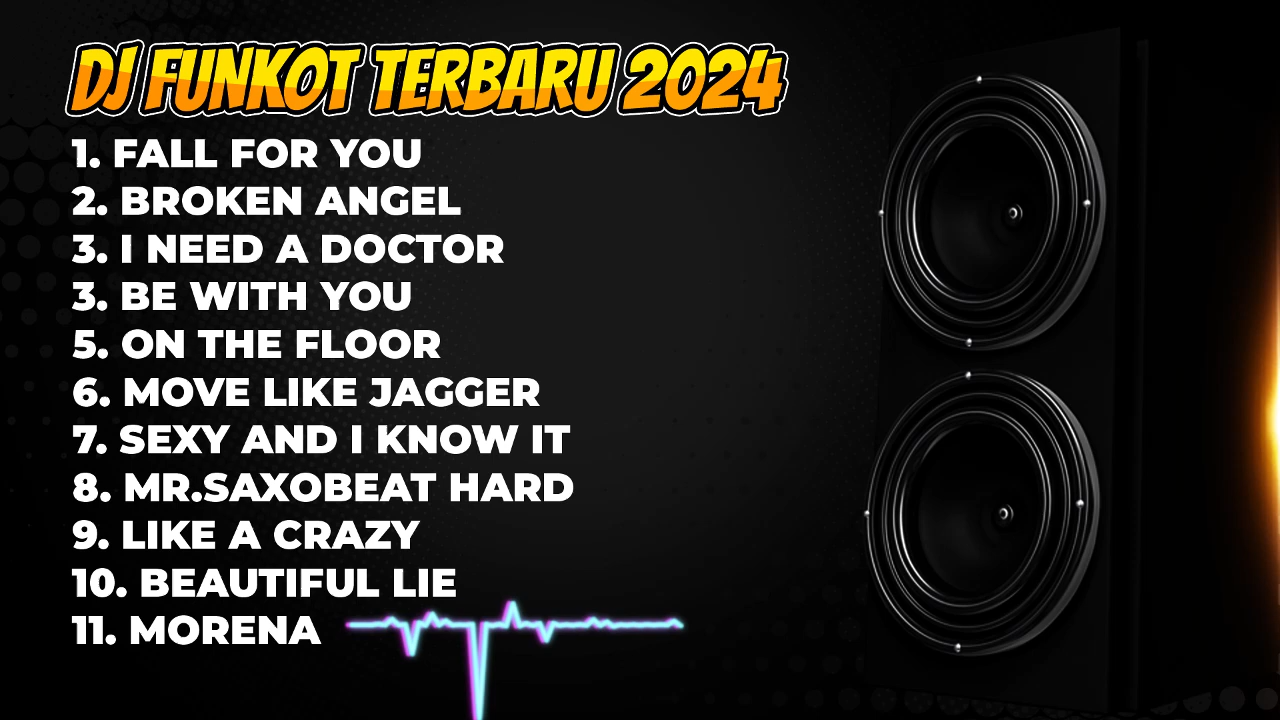 DJ FUNKOT TERBARU 2024
1. FALL FOR YOU
2. BROKEN ANGEL
3. I NEED A DOCTOR
3. BE WITH YOU
5. ON THE FLOOR
6. MOVE LIKE JAGGER
7. SEXY AND I KNOW IT
8. MR.SAXOBEAT HARD
9. LIKE A CRAZY
10. BEAUTIFUL LIE
11. MORENA